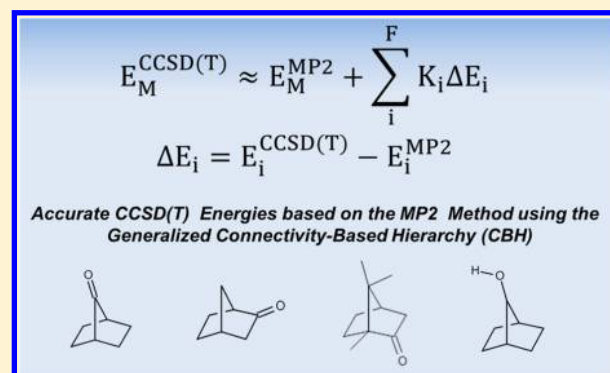 E_M^{CCSD(T)} ≈ E_M^{MP2} + \sum_i^F K_i ΔE_i
ΔE_i = E_i^{CCSD(T)} − E_i^{MP2}
Accurate CCSD(T) Energies based on the MP2 Method using the
Generalized Connectivity-Based Hierarchy (CBH)
O O O H-O